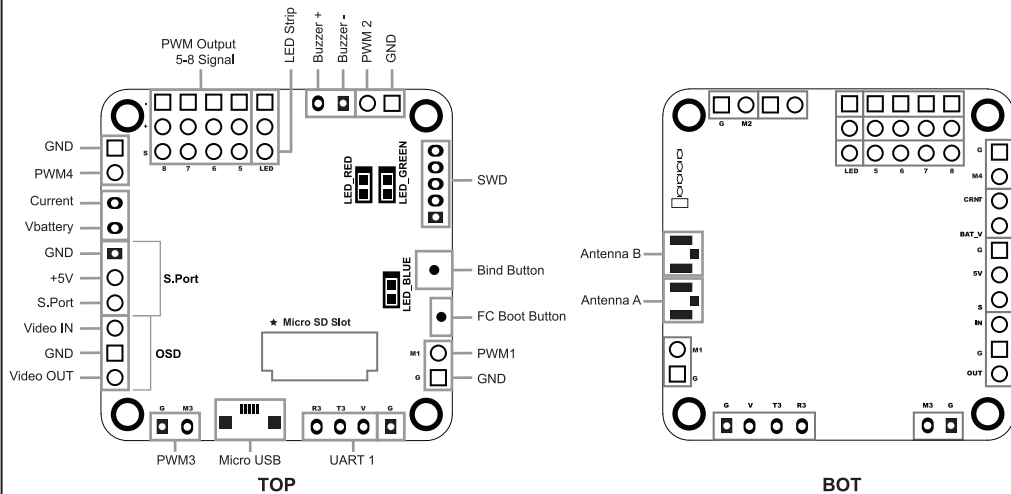 PWM Output
5-8 Signal
LED Strip
Buzzer +
Buzzer -
PWM 2
GND
-
+
S
8 7 6 5 LED
GND
PWM4
Current
Vbattery
GND
+5V
S.Port
S.Port
Video IN
GND
Video OUT
OSD
LED_RED
LED_GREEN
LED_BLUE
SWD
Bind Button
FC Boot Button
★ Micro SD Slot
M1
PWM1
G
GND
G M3
R3 T3 V G
PWM3
Micro USB
UART 1
TOP
G M2
LED 5 6 7 8
G
M4
CRNT
BAT_V
G
5V
S
IN
G
OUT
Antenna B
Antenna A
M1
G
G V T3 R3
M3 G
BOT